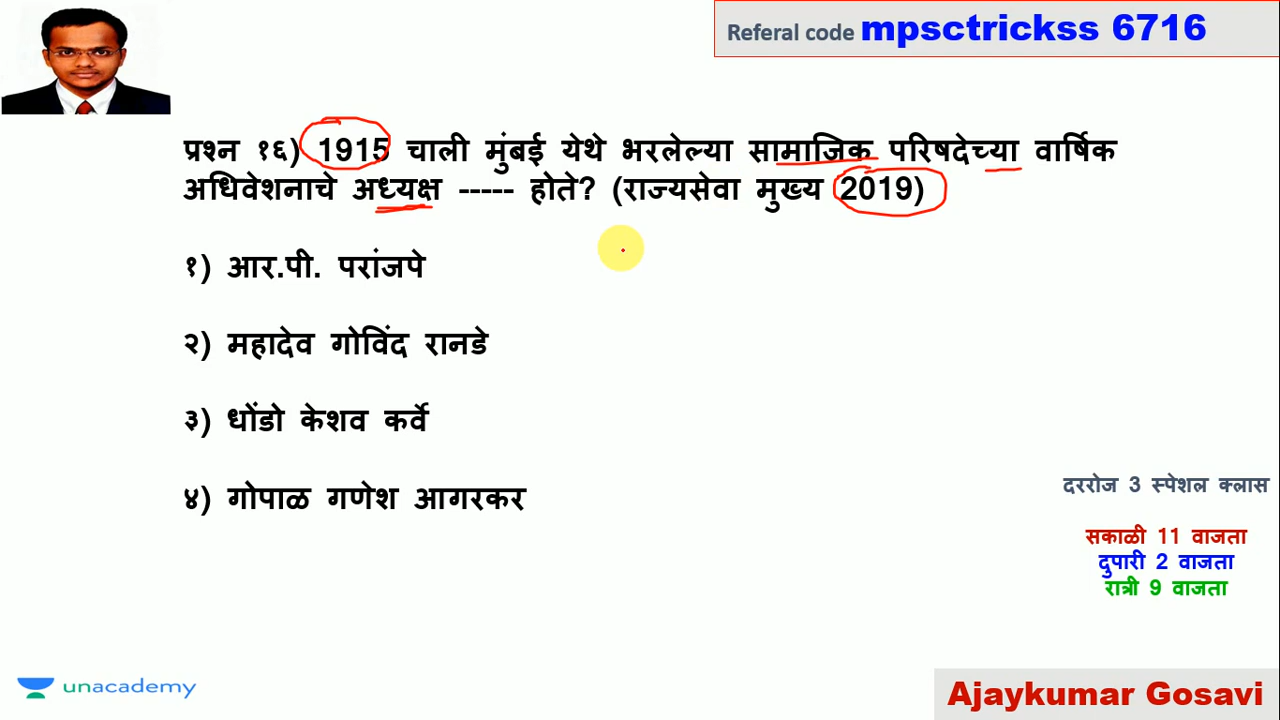 Referal code mpsctrickss 6716
प्रश्न १६) 1915 चाली मुंबई येथे भरलेल्या सामाजिक परिषदेच्या वार्षिक
अधिवेशनाचे अध्यक्ष ----- होते? (राज्यसेवा मुख्य 2019)
१) आर.पी. परांजपे
२) महादेव गोविंद रानडे
३) धोंडो केशव कर्वे
४) गोपाळ गणेश आगरकर
दररोज 3 स्पेशल क्लास
सकाळी 11 वाजता
दुपारी 2 वाजता
रात्री 9 वाजता
unacademy
Ajaykumar Gosavi